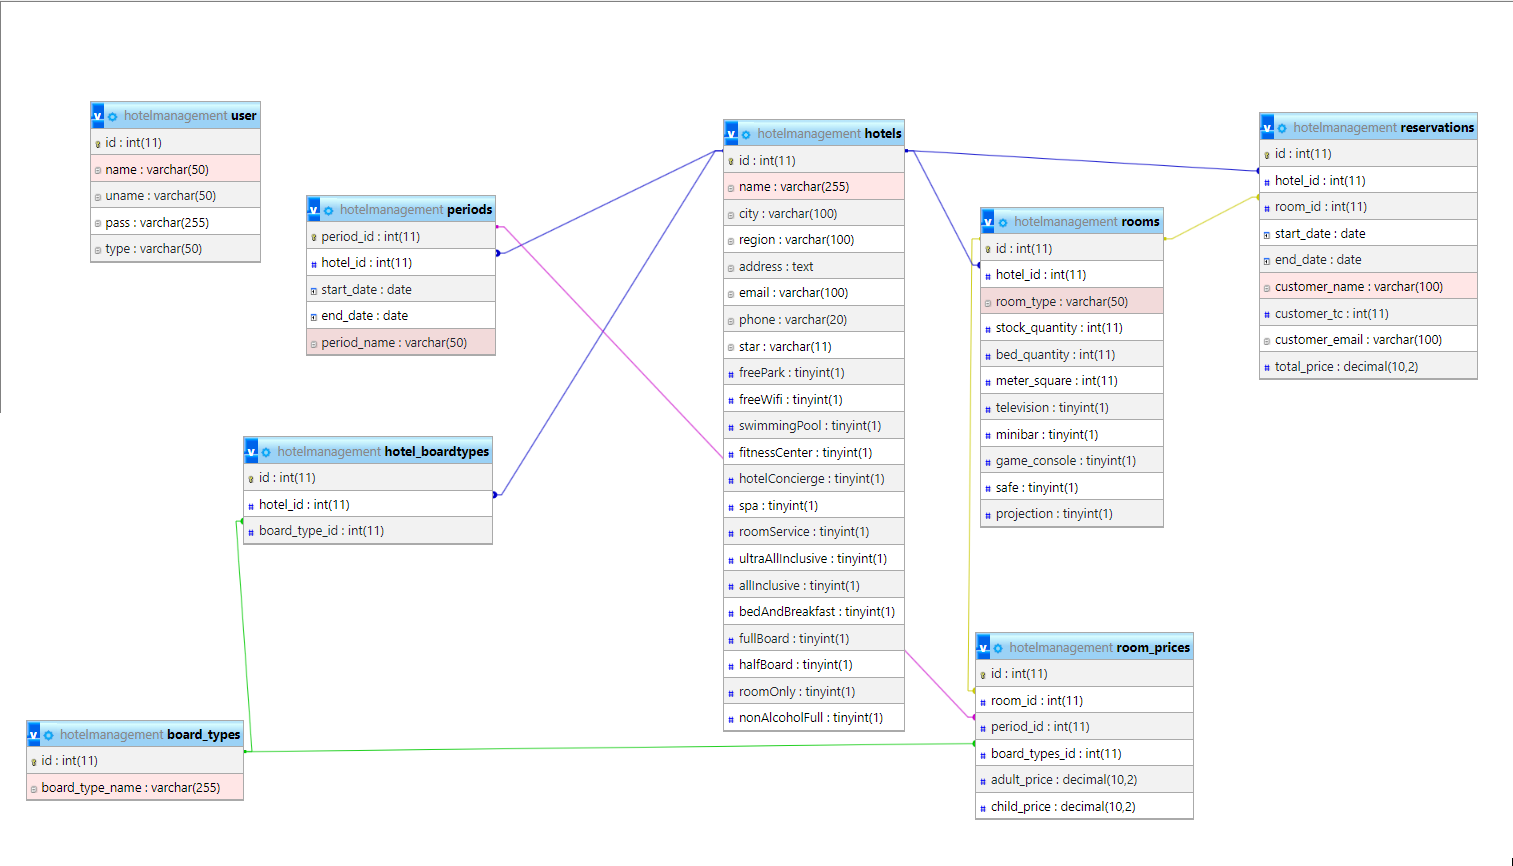 hotelmanagement user
id : int(11)
name : varchar(50)
uname : varchar(50)
pass : varchar(255)
type : varchar(50)
hotelmanagement periods
period_id : int(11)
hotel_id : int(11)
start_date : date
end_date : date
period_name : varchar(50)
hotelmanagement hotel_boardtypes
id : int(11)
hotel_id : int(11)
board_type_id : int(11)
hotelmanagement board_types
id : int(11)
board_type_name : varchar(255)
hotelmanagement hotels
id : int(11)
name : varchar(255)
city : varchar(100)
region : varchar(100)
address : text
email : varchar(100)
phone : varchar(20)
star : varchar(11)
freePark : tinyint(1)
freeWifi : tinyint(1)
swimmingPool : tinyint(1)
fitnessCenter : tinyint(1)
hotelConcierge : tinyint(1)
spa : tinyint(1)
roomService : tinyint(1)
ultraAllInclusive : tinyint(1)
allInclusive : tinyint(1)
bedAndBreakfast : tinyint(1)
fullBoard : tinyint(1)
halfBoard : tinyint(1)
roomOnly : tinyint(1)
nonAlcoholFull : tinyint(1)
hotelmanagement rooms
id : int(11)
hotel_id : int(11)
room_type : varchar(50)
stock_quantity : int(11)
bed_quantity : int(11)
meter_square : int(11)
television : tinyint(1)
minibar : tinyint(1)
game_console : tinyint(1)
safe : tinyint(1)
projection : tinyint(1)
hotelmanagement room_prices
id : int(11)
room_id : int(11)
period_id : int(11)
board_types_id : int(11)
adult_price : decimal(10,2)
child_price : decimal(10,2)
hotelmanagement reservations
id : int(11)
hotel_id : int(11)
room_id : int(11)
start_date : date
end_date : date
customer_name : varchar(100)
customer_tc : int(11)
customer_email : varchar(100)
total_price : decimal(10,2)